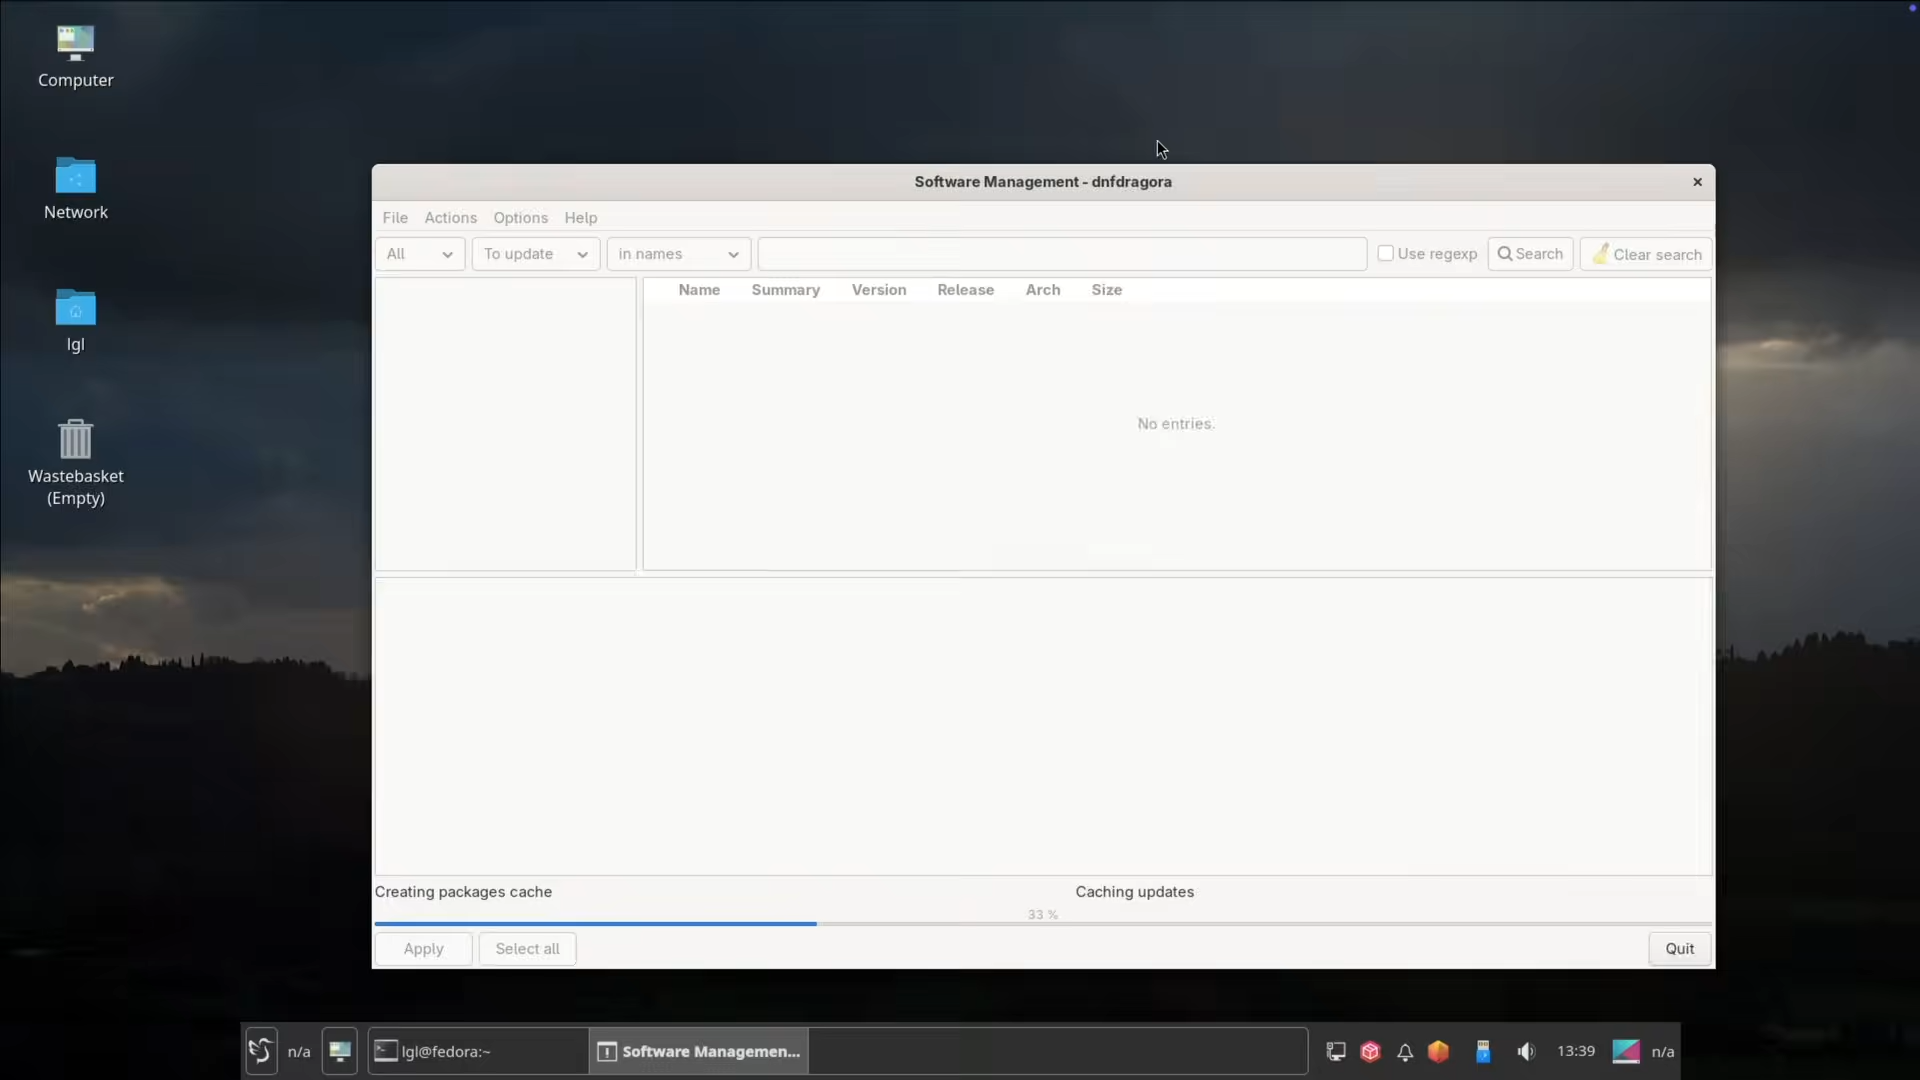 Computer
Network
lgl
Wastebasket
(Empty)
Software Management - dnfdragora
×
File Actions Options Help
All To update in names Use regexp Search Clear search
Name Summary Version Release Arch Size
No entries.
Creating packages cache Caching updates
33 %
Apply Select all Quit
n/a lgl@fedora:~ Software Managemen... 13:39 n/a